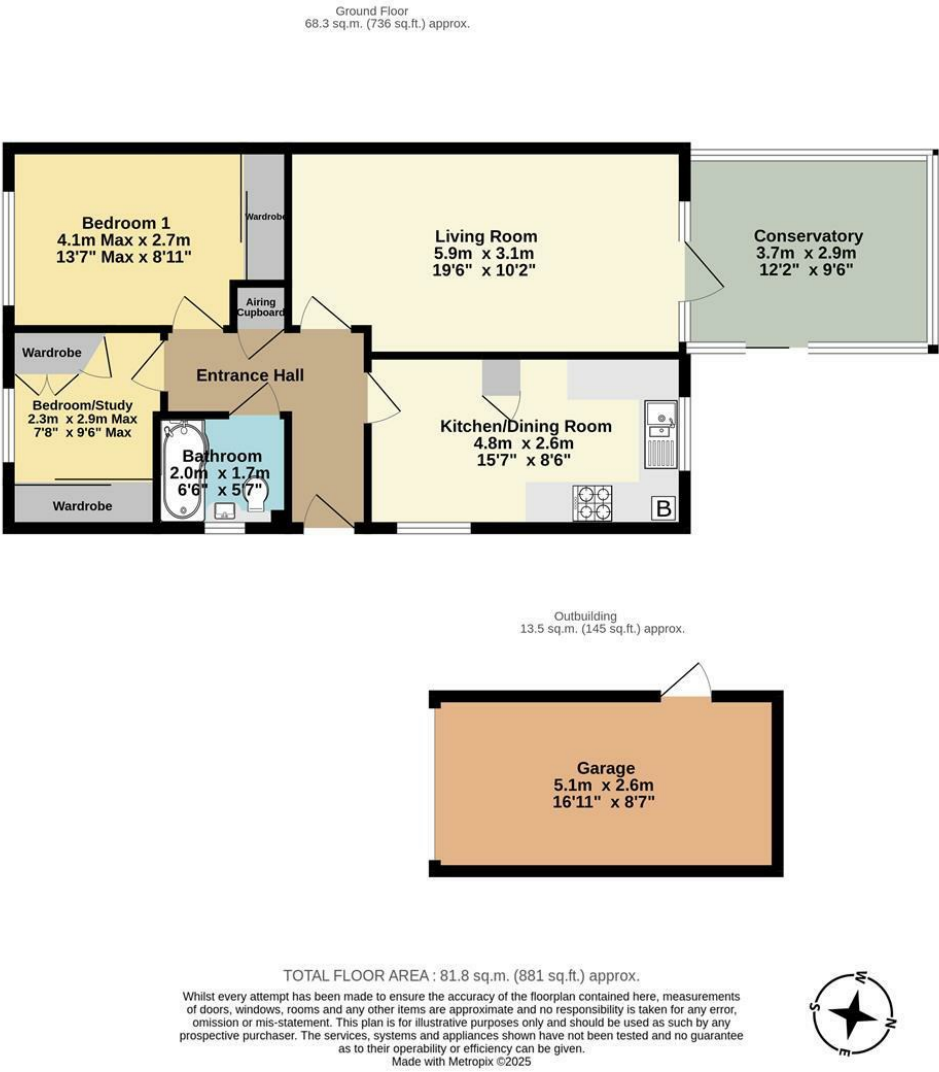 Ground Floor
68.3 sq.m. (736 sq.ft.) approx.
Bedroom 1
4.1m Max x 2.7m
13'7" Max x 8'11"
Wardrobe
Living Room
5.9m x 3.1m
19'6" x 10'2"
Conservatory
3.7m x 2.9m
12'2" x 9'6"
Airing
Cupboard
Wardrobe
Entrance Hall
Bedroom/Study
2.3m x 2.9m Max
7'8" x 9'6" Max
Kitchen/Dining Room
4.8m x 2.6m
15'7" x 8'6"
Bathroom
2.0m x 1.7m
6'6" x 5'7"
Wardrobe
B
Outbuilding
13.5 sq.m. (145 sq.ft.) approx.
Garage
5.1m x 2.6m
16'11" x 8'7"
TOTAL FLOOR AREA : 81.8 sq.m. (881 sq.ft.) approx.
Whilst every attempt has been made to ensure the accuracy of the floorplan contained here, measurements
of doors, windows, rooms and any other items are approximate and no responsibility is taken for any error,
omission or mis-statement. This plan is for illustrative purposes only and should be used as such by any
prospective purchaser. The services, systems and appliances shown have not been tested and no guarantee
as to their operability or efficiency can be given.
Made with Metropix ©2025
W
S
N
E